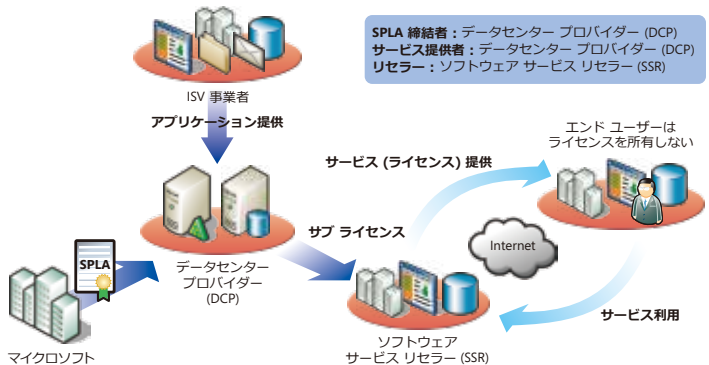 SPLA 締結者：データセンター プロバイダー (DCP)
サービス提供者：データセンター プロバイダー (DCP)
リセラー：ソフトウェア サービス リセラー (SSR)
ISV 事業者
アプリケーション提供
エンド ユーザーは
ライセンスを所有しない
サービス (ライセンス) 提供
サブ ライセンス
Internet
SPLA
データセンター
プロバイダー
(DCP)
サービス利用
マイクロソフト
ソフトウェア
サービス リセラー (SSR)